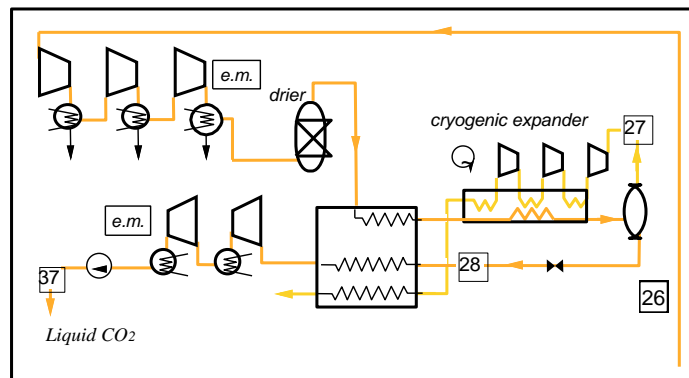 e.m.
drier
cryogenic expander
27
e.m.
28
37
26
Liquid CO2